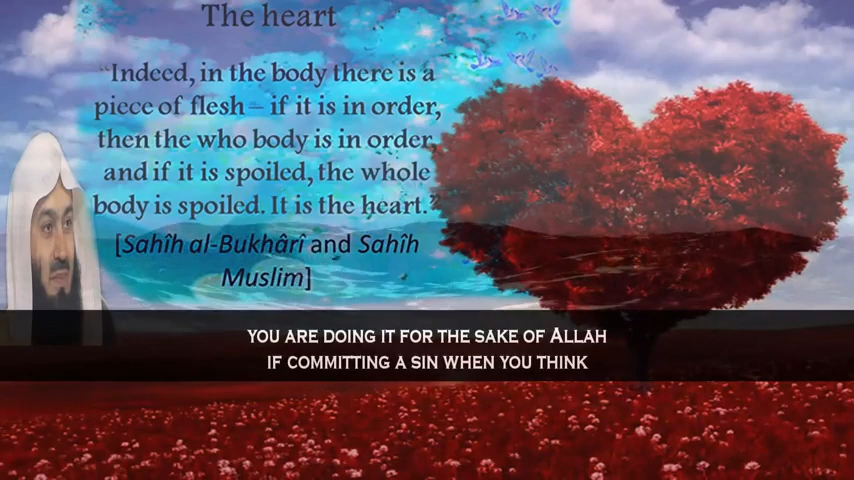 The heart
"Indeed, in the body there is a
piece of flesh – if it is in order,
then the who body is in order,
and if it is spoiled, the whole
body is spoiled. It is the heart."
[Sahîh al-Bukhârî and Sahîh
Muslim]
YOU ARE DOING IT FOR THE SAKE OF ALLAH
IF COMMITTING A SIN WHEN YOU THINK